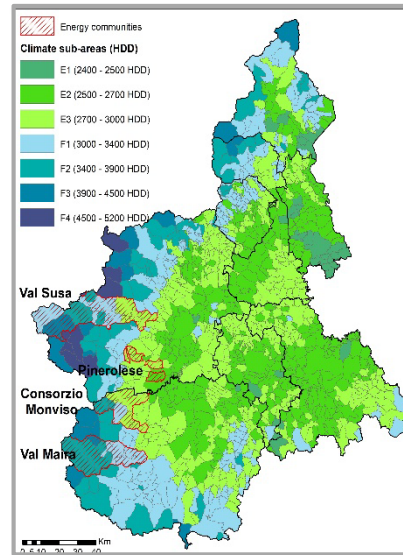 Energy communities
Climate sub-areas (HDD)
E1 (2400 - 2500 HDD)
E2 (2500 - 2700 HDD)
E3 (2700 - 3000 HDD)
F1 (3000 - 3400 HDD)
F2 (3400 - 3900 HDD)
F3 (3900 - 4500 HDD)
F4 (4500 - 5200 HDD)
Val Susa
Pinerolese
Consorzio
Monviso
Val Maira
Km